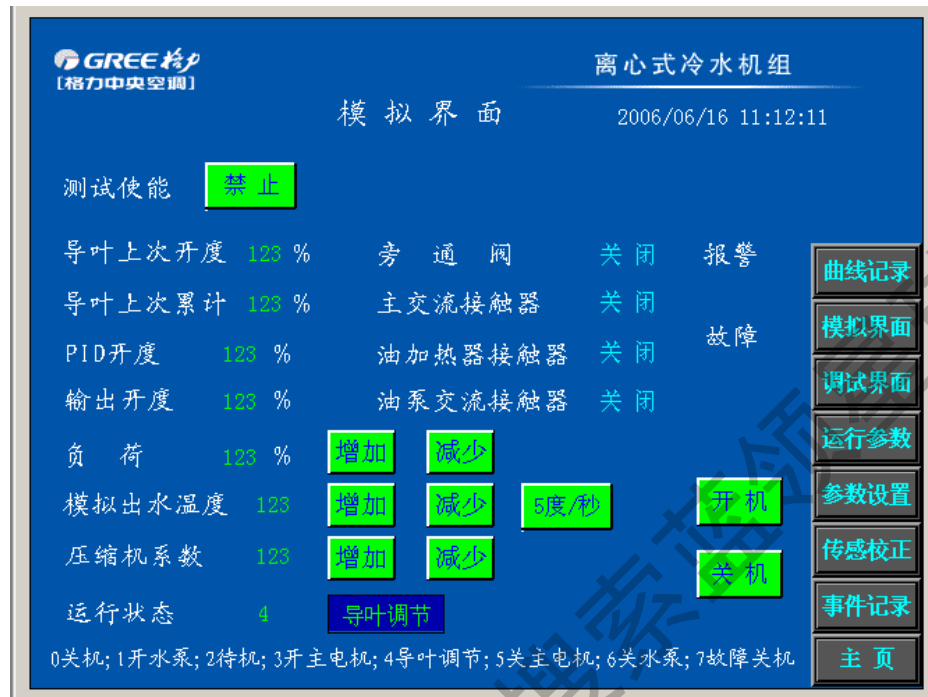 GREE 格力
[格力中央空调]
离心式冷水机组
模拟界面
2006/06/16 11:12:11
测试使能 禁止
导叶上次开度 123 % 旁通阀 关闭 报警
导叶上次累计 123 % 主交流接触器 关闭
故障
PID开度 123 % 油加热器接触器 关闭
输出开度 123 % 油泵交流接触器 关闭
负荷 123 % 增加 减少
模拟出水温度 123 增加 减少 5度/秒 开机
压缩机系数 123 增加 减少
关机
运行状态 4 导叶调节
0关机;1开水泵;2待机;3开主电机;4导叶调节;5关主电机;6关水泵;7故障关机
曲线记录
模拟界面
调试界面
运行参数
参数设置
传感校正
事件记录
主页
搜索蓝领